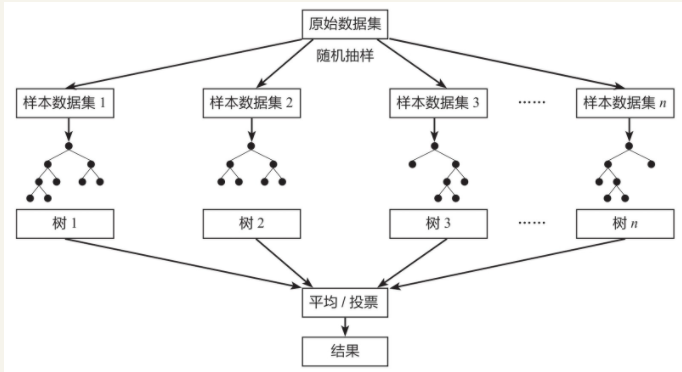 原始数据集
随机抽样
样本数据集 1
样本数据集 2
样本数据集 3
……
样本数据集 n
树 1
树 2
树 3
……
树 n
平均 / 投票
结果